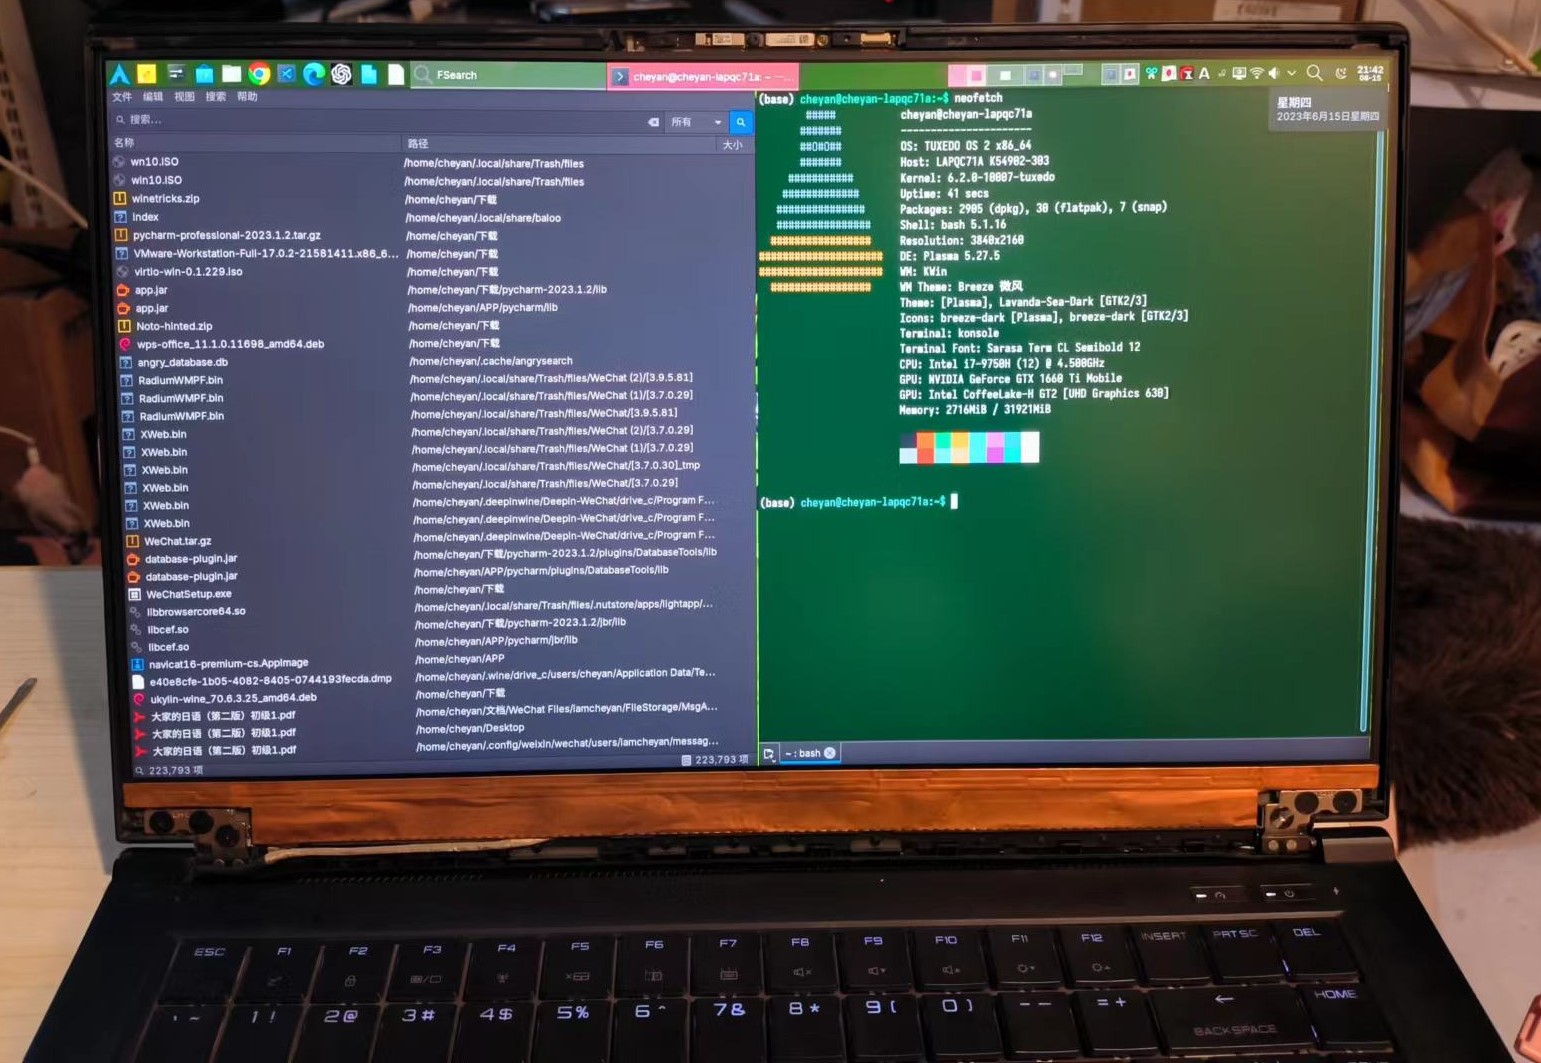 FSearch
cheyan@cheyan-lapqc71a: ~ — ...
A
21:42
06-15
文件 编辑 视图 搜索 帮助
搜索...
所有
名称 路径 大小
wn10.ISO /home/cheyan/.local/share/Trash/files
win10.ISO /home/cheyan/.local/share/Trash/files
winetricks.zip /home/cheyan/下载
index /home/cheyan/.local/share/baloo
pycharm-professional-2023.1.2.tar.gz /home/cheyan/下载
VMware-Workstation-Full-17.0.2-21581411.x86_6... /home/cheyan/下载
virtio-win-0.1.229.iso /home/cheyan/下载
app.jar /home/cheyan/下载/pycharm-2023.1.2/lib
app.jar /home/cheyan/APP/pycharm/lib
Noto-hinted.zip /home/cheyan/下载
wps-office_11.1.0.11698_amd64.deb /home/cheyan/下载
angry_database.db /home/cheyan/.cache/angrysearch
RadiumWMPF.bin /home/cheyan/.local/share/Trash/files/WeChat (2)/[3.9.5.81]
RadiumWMPF.bin /home/cheyan/.local/share/Trash/files/WeChat (1)/[3.7.0.29]
RadiumWMPF.bin /home/cheyan/.local/share/Trash/files/WeChat/[3.9.5.81]
XWeb.bin /home/cheyan/.local/share/Trash/files/WeChat (2)/[3.7.0.29]
XWeb.bin /home/cheyan/.local/share/Trash/files/WeChat (1)/[3.7.0.29]
XWeb.bin /home/cheyan/.local/share/Trash/files/WeChat/[3.7.0.30]_tmp
XWeb.bin /home/cheyan/.local/share/Trash/files/WeChat/[3.7.0.29]
XWeb.bin /home/cheyan/.deepinwine/Deepin-WeChat/drive_c/Program F...
XWeb.bin /home/cheyan/.deepinwine/Deepin-WeChat/drive_c/Program F...
WeChat.tar.gz /home/cheyan/.deepinwine/Deepin-WeChat/drive_c/Program F...
database-plugin.jar /home/cheyan/下载/pycharm-2023.1.2/plugins/DatabaseTools/lib
database-plugin.jar /home/cheyan/APP/pycharm/plugins/DatabaseTools/lib
WeChatSetup.exe /home/cheyan/下载
libbrowsercore64.so /home/cheyan/.local/share/Trash/files/.nutstore/apps/lightapp/...
libcef.so /home/cheyan/下载/pycharm-2023.1.2/jbr/lib
libcef.so /home/cheyan/APP/pycharm/jbr/lib
navicat16-premium-cs.AppImage /home/cheyan/APP
e40e8cfe-1b05-4082-8405-0744193fecda.dmp /home/cheyan/.wine/drive_c/users/cheyan/Application Data/Te...
ukylin-wine_70.6.3.25_amd64.deb /home/cheyan/下载
大家的日语（第二版）初级1.pdf /home/cheyan/文档/WeChat Files/iamcheyan/FileStorage/MsgA...
大家的日语（第二版）初级1.pdf /home/cheyan/Desktop
大家的日语（第二版）初级1.pdf /home/cheyan/.config/weixin/wechat/users/iamcheyan/messag...
223,793 项 223,793 项
(base) cheyan@cheyan-lapqc71a:~$ neofetch
星期四
2023年6月15日星期四
#####
#######
##O#O##
#######
###########
#############
###############
################
#################
#####################
#####################
#################
cheyan@cheyan-lapqc71a
----------------------
OS: TUXEDO OS 2 x86_64
Host: LAPQC71A K54902-303
Kernel: 6.2.0-10007-tuxedo
Uptime: 41 secs
Packages: 2905 (dpkg), 30 (flatpak), 7 (snap)
Shell: bash 5.1.16
Resolution: 3840x2160
DE: Plasma 5.27.5
WM: KWin
WM Theme: Breeze 微风
Theme: [Plasma], Lavanda-Sea-Dark [GTK2/3]
Icons: breeze-dark [Plasma], breeze-dark [GTK2/3]
Terminal: konsole
Terminal Font: Sarasa Term CL Semibold 12
CPU: Intel i7-9750H (12) @ 4.500GHz
GPU: NVIDIA GeForce GTX 1660 Ti Mobile
GPU: Intel CoffeeLake-H GT2 [UHD Graphics 630]
Memory: 2716MiB / 31921MiB
(base) cheyan@cheyan-lapqc71a:~$
~ : bash
ESC F1 F2 F3 F4 F5 F6 F7 F8 F9 F10 F11 F12 INSERT PRTSC DEL
` ~ 1 ! 2 @ 3 # 4 $ 5 % 6 ^ 7 & 8 * 9 ( 0 ) - – = + ← BACKSPACE HOME